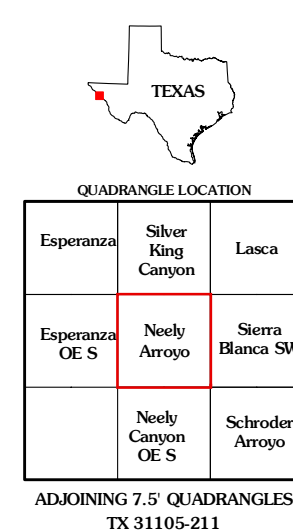 TEXAS
QUADRANGLE LOCATION
Esperanza
Silver
King
Canyon
Lasca
Esperanza
OE S
Neely
Arroyo
Sierra
Blanca SW
Neely
Canyon
OE S
Schroder
Arroyo
ADJOINING 7.5' QUADRANGLES
TX 31105-211